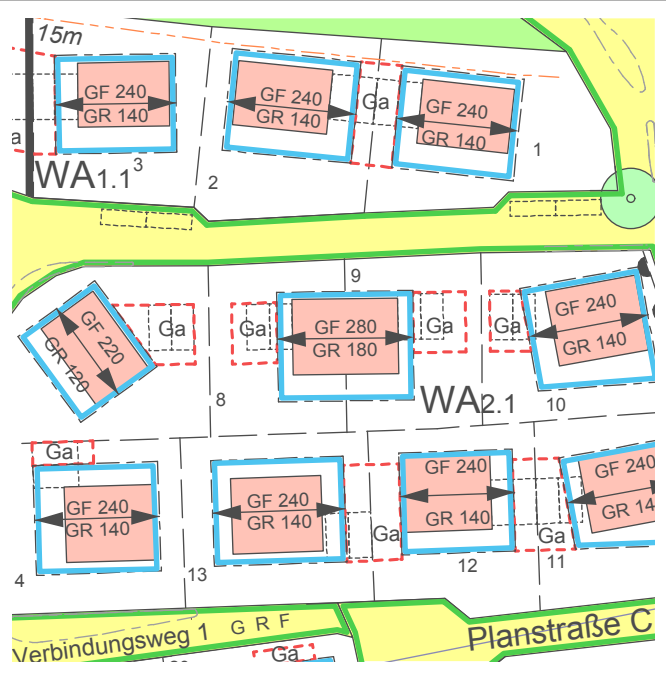 15m
GF 240
GR 140
a
WA1.1
3
GF 240
GR 140
2
Ga
GF 240
GR 140
1
GF 220
GR 120
Ga
8
Ga
9
GF 280
GR 180
Ga
WA2.1
Ga
GF 240
GR 140
10
Ga
GF 240
GR 140
4
GF 240
GR 140
13
Ga
GF 240
GR 140
12
Ga
11
GF 240
GR 14
Verbindungsweg 1
G R F
Planstraße C
Ga